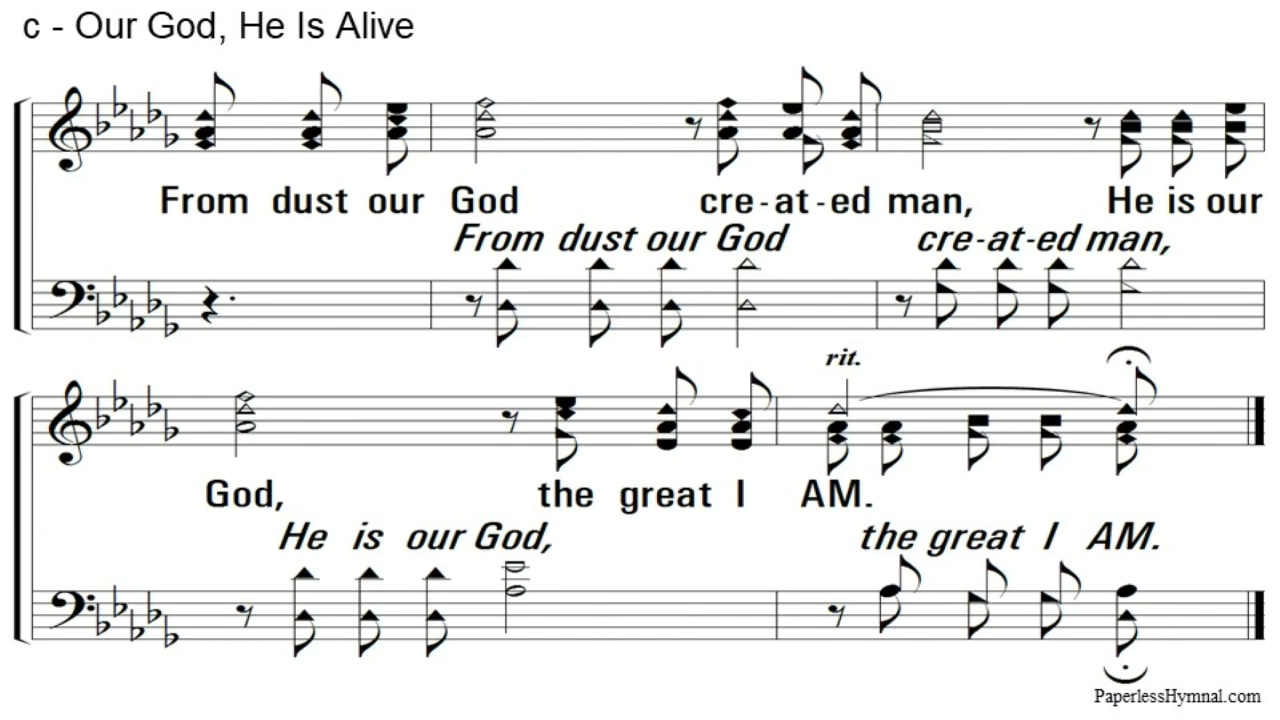 c - Our God, He Is Alive
From dust our God cre - at - ed man, He is our
From dust our God cre-at-ed man,
rit.
God, the great I AM.
He is our God, the great I AM.
PaperlessHymnal.com